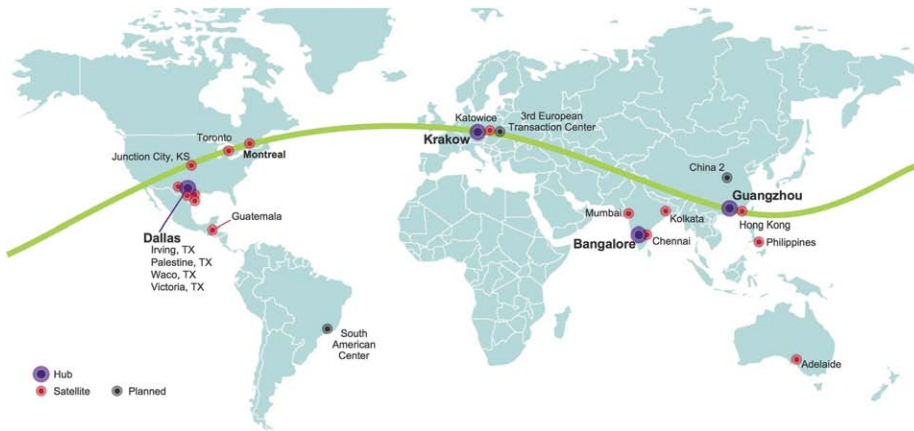 Toronto
Montreal
Junction City, KS
Dallas
Irving, TX
Palestine, TX
Waco, TX
Victoria, TX
Guatemala
South
American
Center
Katowice
Krakow
3rd European
Transaction Center
China 2
Guangzhou
Hong Kong
Mumbai
Kolkata
Bangalore
Chennai
Philippines
Adelaide
Hub
Satellite
Planned